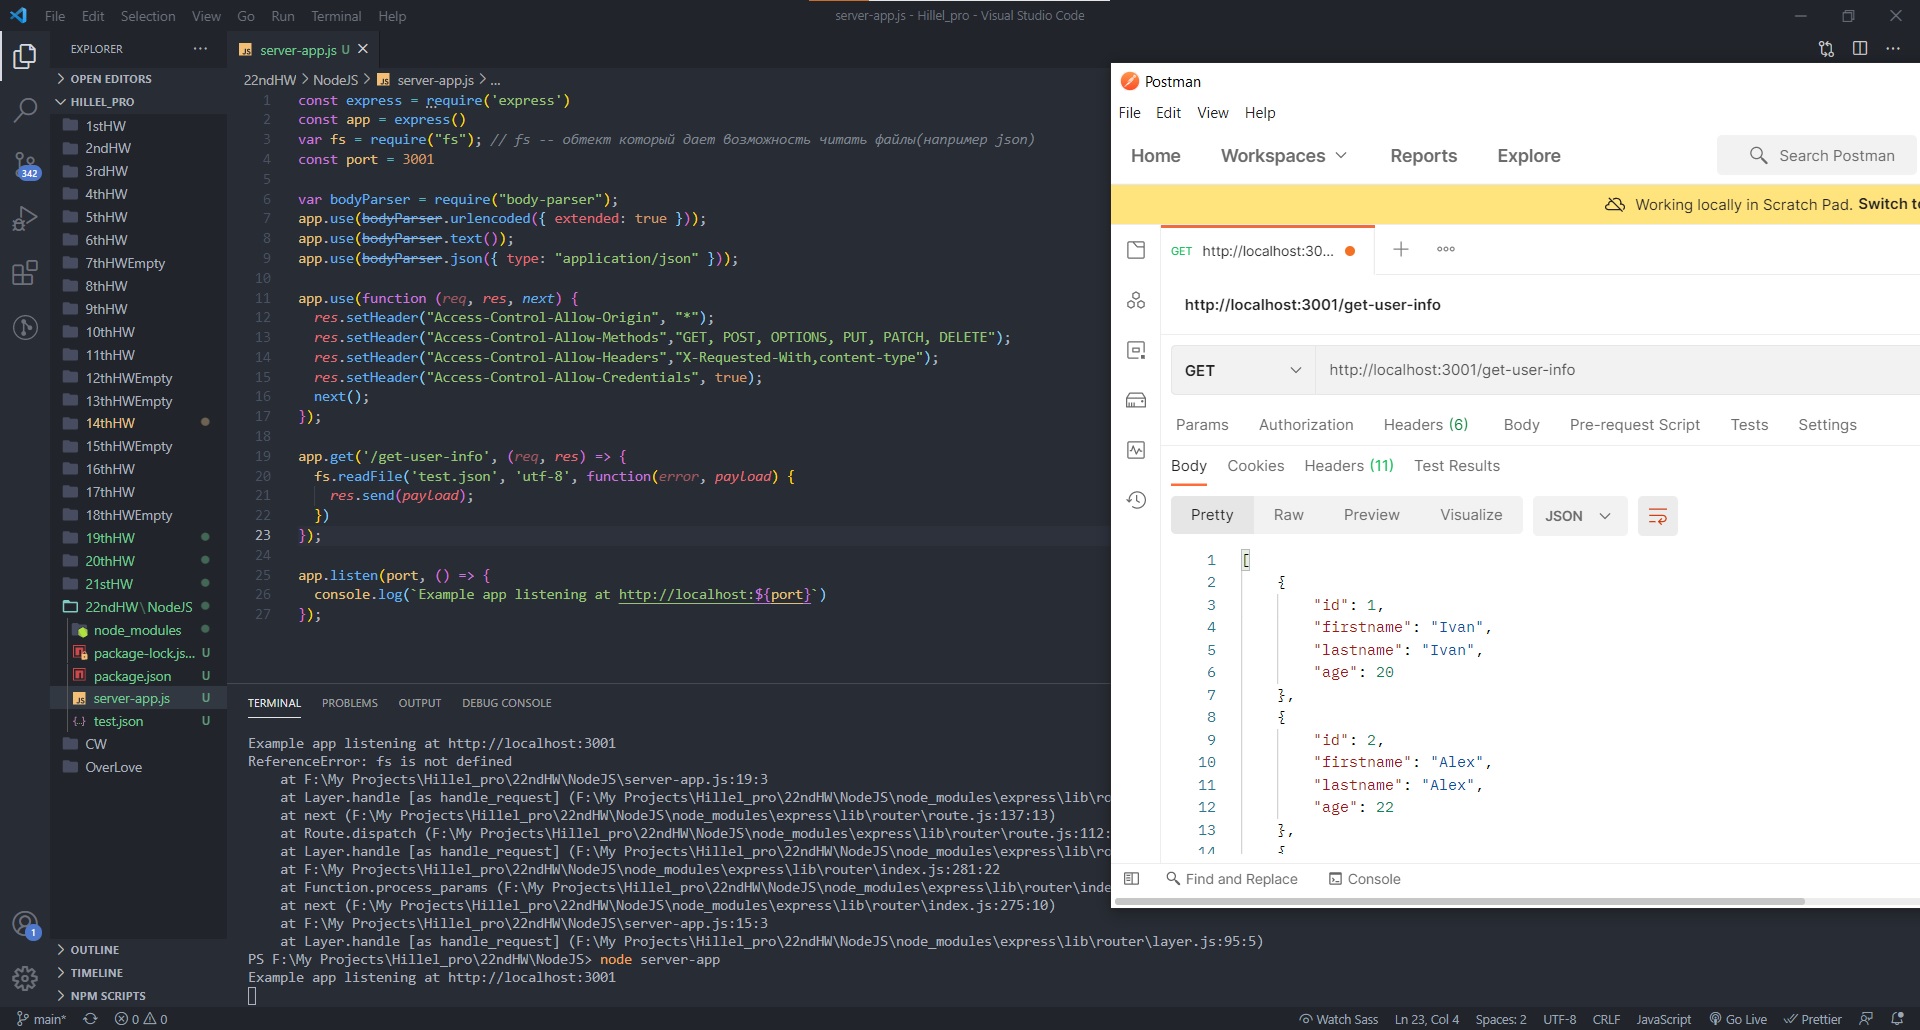 File Edit Selection View Go Run Terminal Help
server-app.js - Hillel_pro - Visual Studio Code
EXPLORER
OPEN EDITORS
HILLEL_PRO
1stHW
2ndHW
3rdHW
4thHW
5thHW
6thHW
7thHWEmpty
8thHW
9thHW
10thHW
11thHW
12thHWEmpty
13thHWEmpty
14thHW
15thHWEmpty
16thHW
17thHW
18thHWEmpty
19thHW
20thHW
21stHW
22ndHW\NodeJS
node_modules
package-lock.js... U
package.json U
server-app.js U
test.json U
CW
OverLove
OUTLINE
TIMELINE
NPM SCRIPTS
342
1
JS server-app.js U
22ndHW > NodeJS > JS server-app.js > ...
1 const express = require('express')
2 const app = express()
3 var fs = require("fs"); // fs -- обтект который дает возможность читать файлы(например json)
4 const port = 3001
5
6 var bodyParser = require("body-parser");
7 app.use(bodyParser.urlencoded({ extended: true }));
8 app.use(bodyParser.text());
9 app.use(bodyParser.json({ type: "application/json" }));
10
11 app.use(function (req, res, next) {
12 res.setHeader("Access-Control-Allow-Origin", "*");
13 res.setHeader("Access-Control-Allow-Methods","GET, POST, OPTIONS, PUT, PATCH, DELETE");
14 res.setHeader("Access-Control-Allow-Headers","X-Requested-With,content-type");
15 res.setHeader("Access-Control-Allow-Credentials", true);
16 next();
17 });
18
19 app.get('/get-user-info', (req, res) => {
20 fs.readFile('test.json', 'utf-8', function(error, payload) {
21 res.send(payload);
22 })
23 });
24
25 app.listen(port, () => {
26 console.log(`Example app listening at http://localhost:${port}`)
27 });
TERMINAL PROBLEMS OUTPUT DEBUG CONSOLE
Example app listening at http://localhost:3001
ReferenceError: fs is not defined
at F:\My Projects\Hillel_pro\22ndHW\NodeJS\server-app.js:19:3
at Layer.handle [as handle_request] (F:\My Projects\Hillel_pro\22ndHW\NodeJS\node_modules\express\lib\ro
at next (F:\My Projects\Hillel_pro\22ndHW\NodeJS\node_modules\express\lib\router\route.js:137:13)
at Route.dispatch (F:\My Projects\Hillel_pro\22ndHW\NodeJS\node_modules\express\lib\router\route.js:112:
at Layer.handle [as handle_request] (F:\My Projects\Hillel_pro\22ndHW\NodeJS\node_modules\express\lib\ro
at F:\My Projects\Hillel_pro\22ndHW\NodeJS\node_modules\express\lib\router\index.js:281:22
at Function.process_params (F:\My Projects\Hillel_pro\22ndHW\NodeJS\node_modules\express\lib\router\inde
at next (F:\My Projects\Hillel_pro\22ndHW\NodeJS\node_modules\express\lib\router\index.js:275:10)
at F:\My Projects\Hillel_pro\22ndHW\NodeJS\server-app.js:15:3
at Layer.handle [as handle_request] (F:\My Projects\Hillel_pro\22ndHW\NodeJS\node_modules\express\lib\router\layer.js:95:5)
PS F:\My Projects\Hillel_pro\22ndHW\NodeJS> node server-app
Example app listening at http://localhost:3001
Postman
File Edit View Help
Home Workspaces Reports Explore Search Postman
Working locally in Scratch Pad. Switch to
GET http://localhost:30...
http://localhost:3001/get-user-info
GET http://localhost:3001/get-user-info
Params Authorization Headers (6) Body Pre-request Script Tests Settings
Body Cookies Headers (11) Test Results
Pretty Raw Preview Visualize JSON
1 [
2 {
3 "id": 1,
4 "firstname": "Ivan",
5 "lastname": "Ivan",
6 "age": 20
7 },
8 {
9 "id": 2,
10 "firstname": "Alex",
11 "lastname": "Alex",
12 "age": 22
13 },
14 {
Find and Replace Console
main* 0 0
Watch Sass Ln 23, Col 4 Spaces: 2 UTF-8 CRLF JavaScript Go Live Prettier